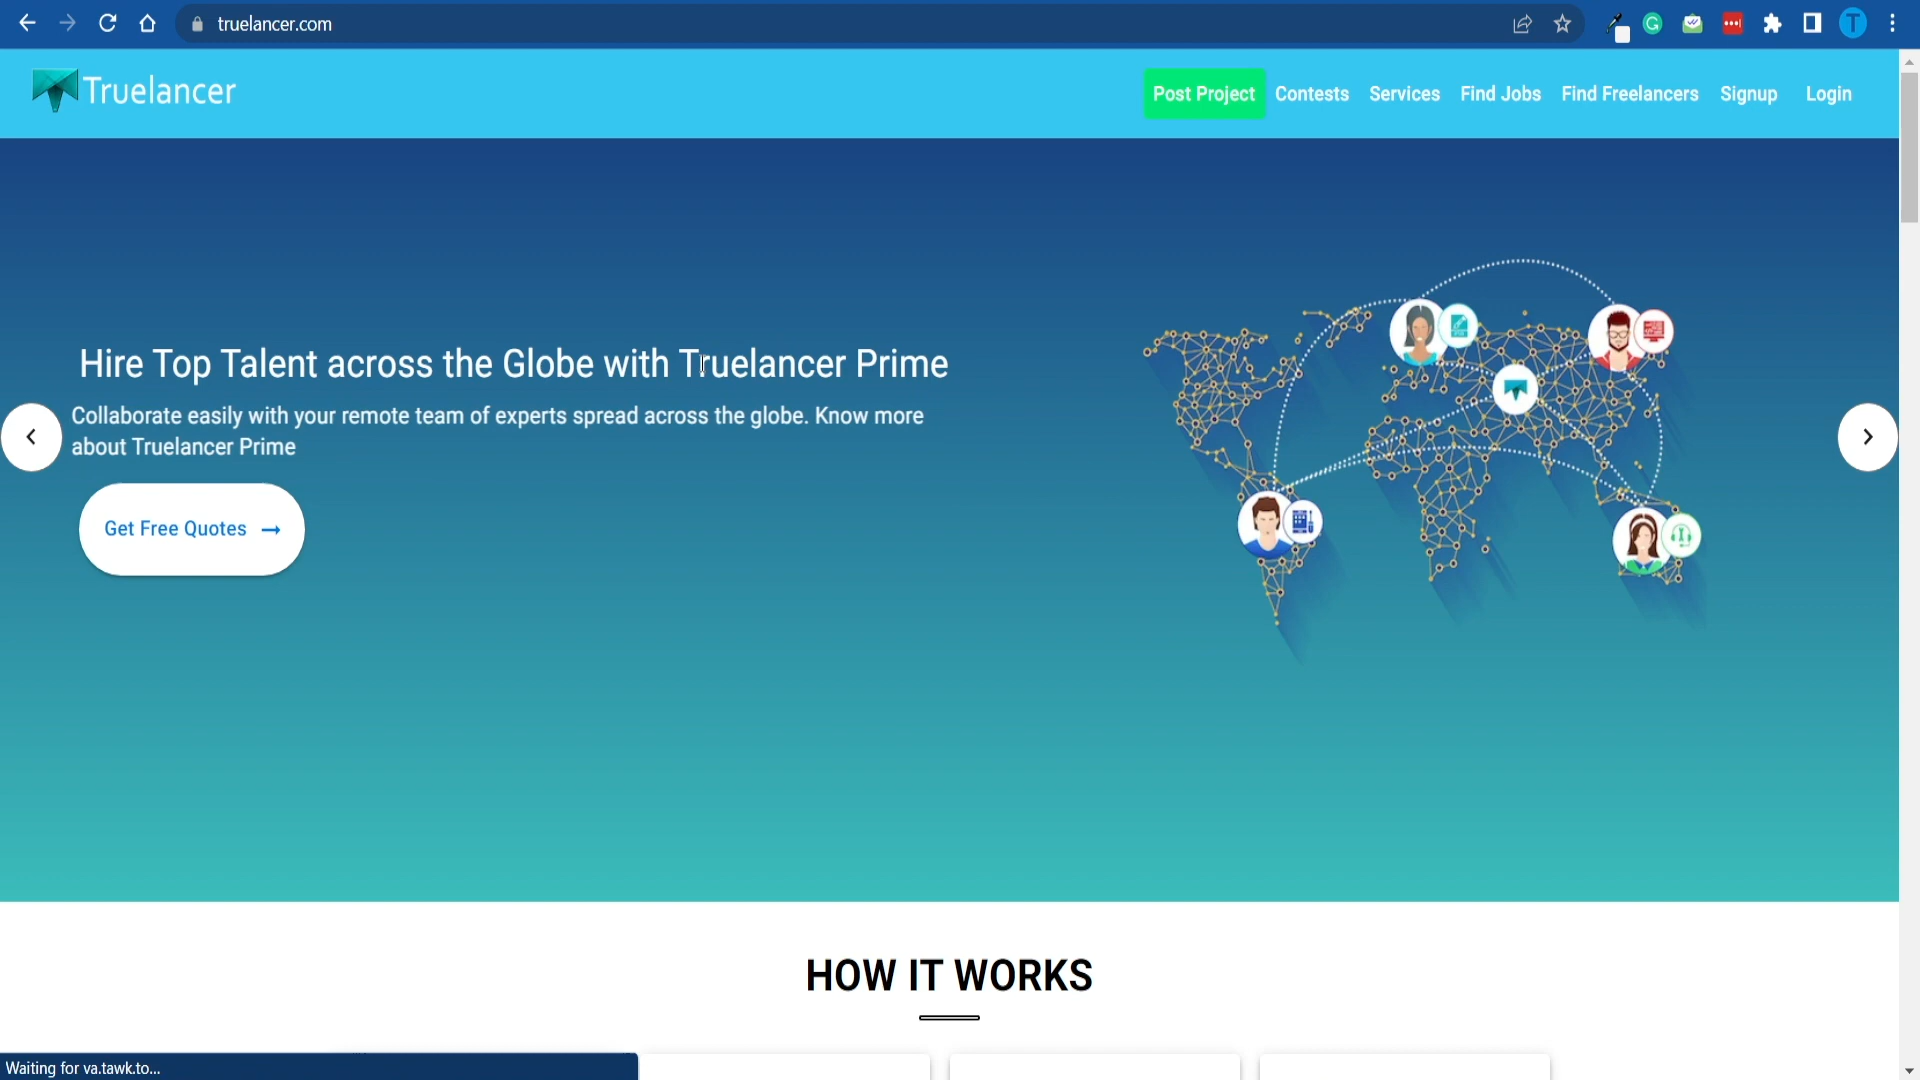 truelancer.com
T
Truelancer
Post Project
Contests
Services
Find Jobs
Find Freelancers
Signup
Login
Hire Top Talent across the Globe with Truelancer Prime
Collaborate easily with your remote team of experts spread across the globe. Know more
about Truelancer Prime
Get Free Quotes →
HOW IT WORKS
Waiting for va.tawk.to...